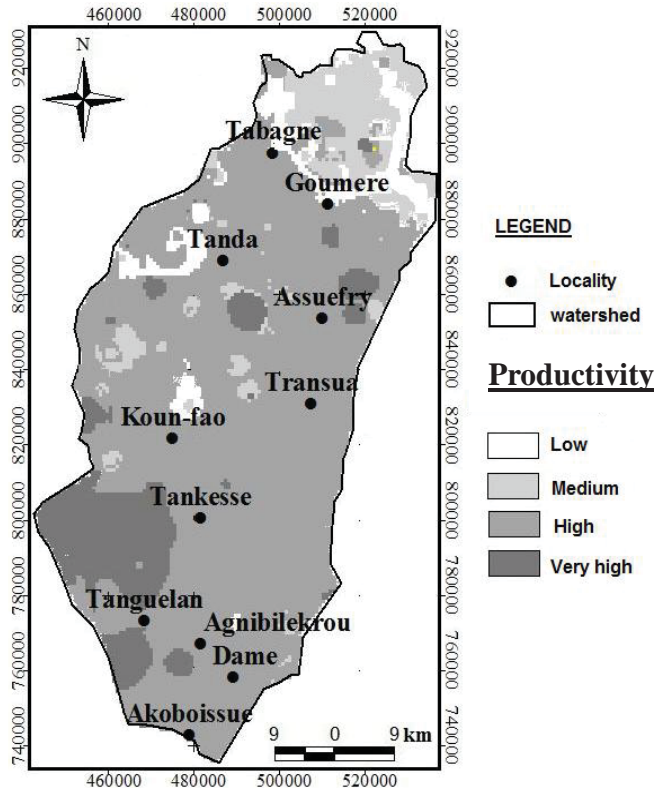 460000 480000 500000 520000
N
920000
900000
880000
860000
840000
820000
800000
780000
760000
740000
Tabagne
Goumere
Tanda
Assuefry
Transua
Koun-fao
Tankesse
Tanguelan
Agnibilekrou
Dame
Akoboissue
9 0 9 km
920000
900000
880000
860000
840000
820000
800000
780000
760000
740000
460000 480000 500000 520000
LEGEND
Locality
watershed
Productivity
Low
Medium
High
Very high